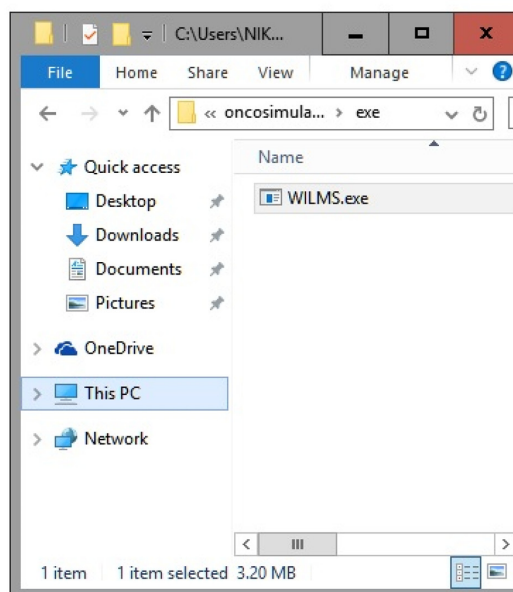 C:\Users\NIK...
File Home Share View Manage
« oncosimula... > exe
Name
Quick access
WILMS.exe
Desktop
Downloads
Documents
Pictures
OneDrive
This PC
Network
1 item 1 item selected 3.20 MB